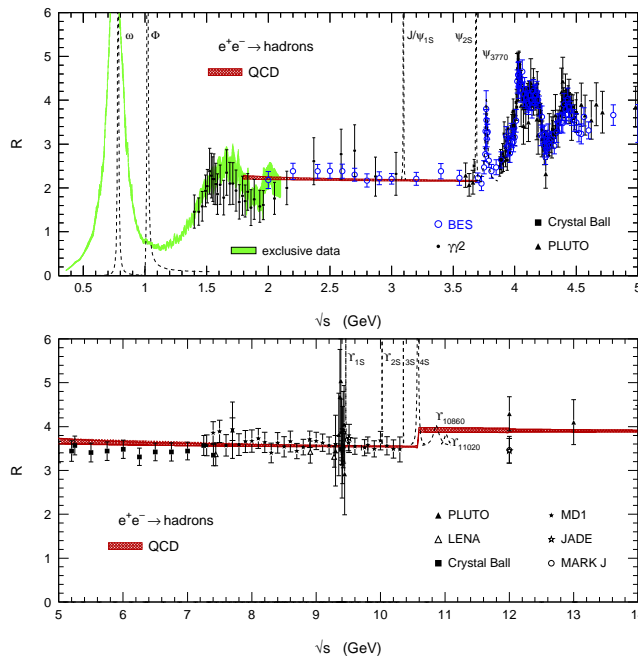 6
5
4
3
2
1
0
R
ω Φ J/ψ1S ψ2S
ψ3770
e+e− → hadrons
QCD
exclusive data
BES Crystal Ball
γγ2 PLUTO
0.5 1 1.5 2 2.5 3 3.5 4 4.5 5
√s (GeV)
6
5
4
3
2
1
0
R
ϒ1S ϒ2S 3S 4S
ϒ10860
ϒ11020
e+e− → hadrons
QCD
PLUTO MD1
LENA JADE
Crystal Ball MARK J
5 6 7 8 9 10 11 12 13 14
√s (GeV)